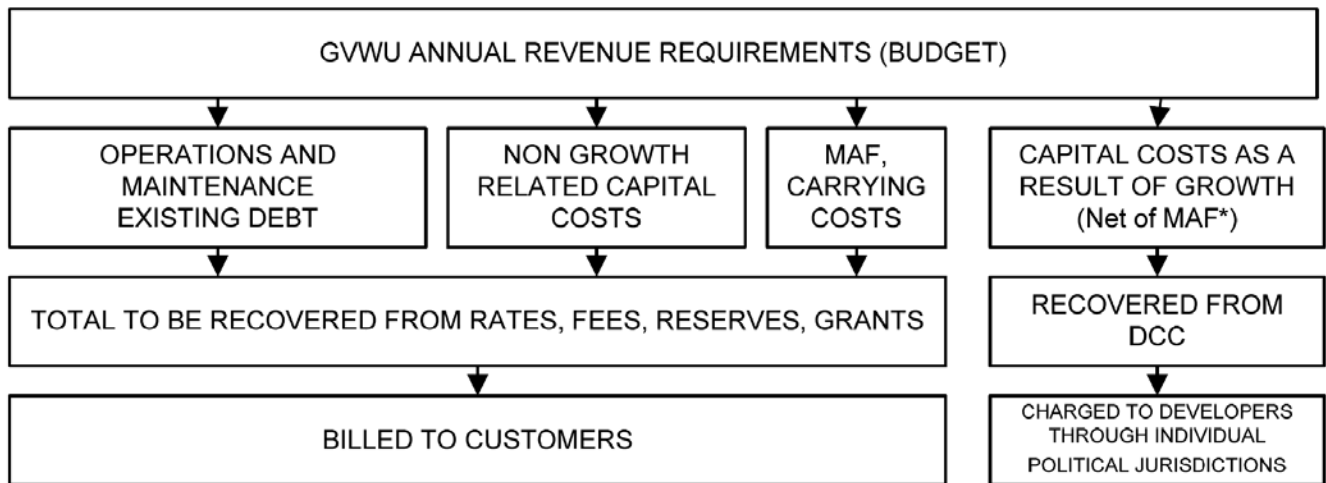 GVWU ANNUAL REVENUE REQUIREMENTS (BUDGET)
OPERATIONS AND
MAINTENANCE
EXISTING DEBT
NON GROWTH
RELATED CAPITAL
COSTS
MAF,
CARRYING
COSTS
CAPITAL COSTS AS A
RESULT OF GROWTH
(Net of MAF*)
TOTAL TO BE RECOVERED FROM RATES, FEES, RESERVES, GRANTS
RECOVERED FROM
DCC
BILLED TO CUSTOMERS
CHARGED TO DEVELOPERS
THROUGH INDIVIDUAL
POLITICAL JURISDICTIONS